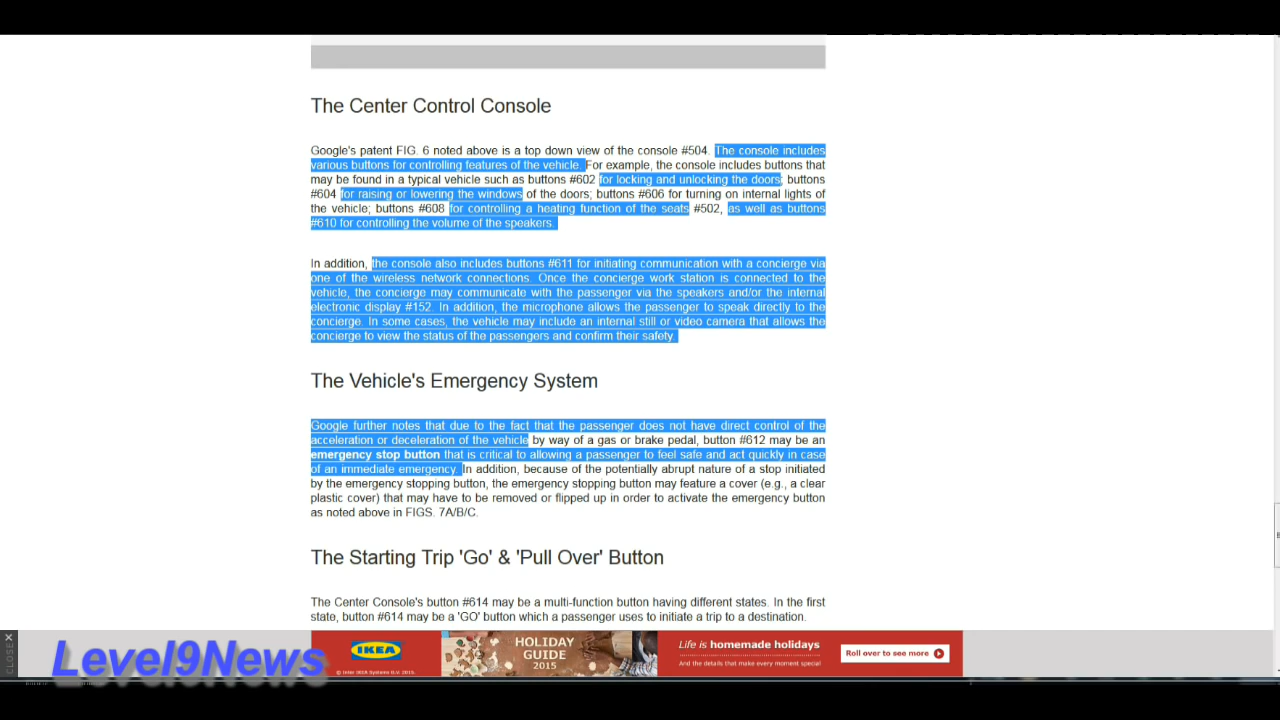 The Center Control Console
Google's patent FIG. 6 noted above is a top down view of the console #504. The console includes
various buttons for controlling features of the vehicle. For example, the console includes buttons that
may be found in a typical vehicle such as buttons #602 for locking and unlocking the doors; buttons
#604 for raising or lowering the windows of the doors; buttons #606 for turning on internal lights of
the vehicle; buttons #608 for controlling a heating function of the seats #502, as well as buttons
#610 for controlling the volume of the speakers.
In addition, the console also includes buttons #611 for initiating communication with a concierge via
one of the wireless network connections. Once the concierge work station is connected to the
vehicle, the concierge may communicate with the passenger via the speakers and/or the internal
electronic display #152. In addition, the microphone allows the passenger to speak directly to the
concierge. In some cases, the vehicle may include an internal still or video camera that allows the
concierge to view the status of the passengers and confirm their safety.
The Vehicle's Emergency System
Google further notes that due to the fact that the passenger does not have direct control of the
acceleration or deceleration of the vehicle by way of a gas or brake pedal, button #612 may be an
emergency stop button that is critical to allowing a passenger to feel safe and act quickly in case
of an immediate emergency. In addition, because of the potentially abrupt nature of a stop initiated
by the emergency stopping button, the emergency stopping button may feature a cover (e.g., a clear
plastic cover) that may have to be removed or flipped up in order to activate the emergency button
as noted above in FIGS. 7A/B/C.
The Starting Trip 'Go' & 'Pull Over' Button
The Center Console's button #614 may be a multi-function button having different states. In the first
state, button #614 may be a 'GO' button which a passenger uses to initiate a trip to a destination.
CLOSE X
Level9News
IKEA
© Inter IKEA Systems B.V. 2015.
HOLIDAY
GUIDE
2015
Life is homemade holidays
And the details that make every moment special
Roll over to see more